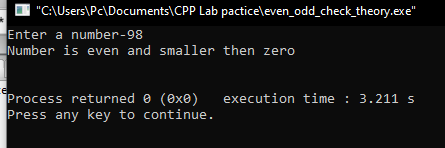 "C:\Users\Pc\Documents\CPP Lab pactice\even_odd_check_theory.exe"
Enter a number-98
Number is even and smaller then zero
Process returned 0 (0x0)   execution time : 3.211 s
Press any key to continue.